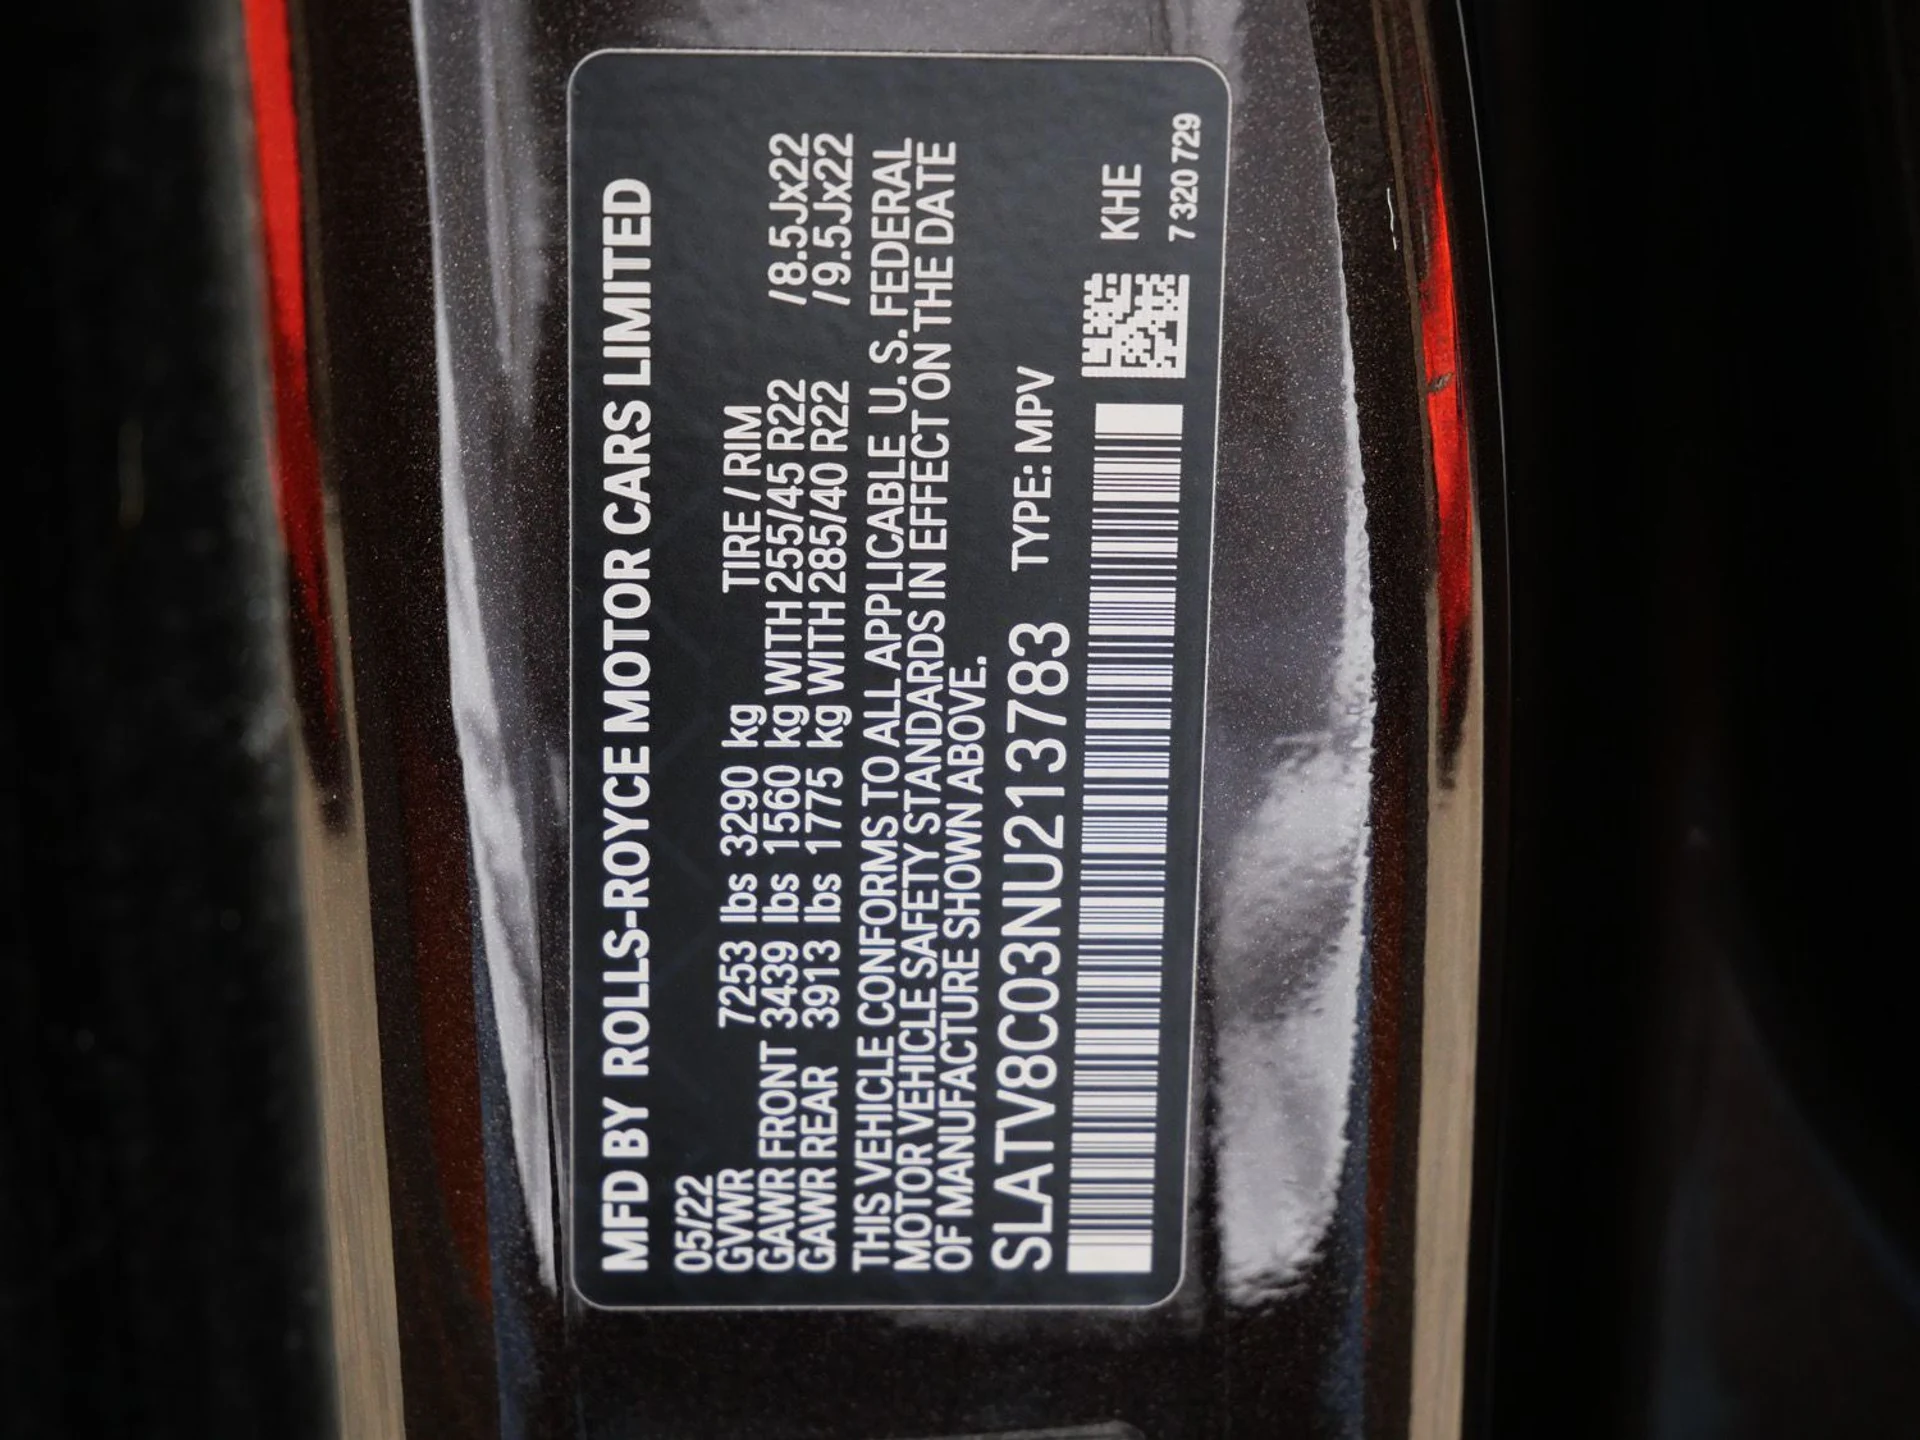 MFD BY ROLLS-ROYCE MOTOR CARS LIMITED
05/22
GVWR 7253 lbs 3290 kg TIRE / RIM
GAWR FRONT 3439 lbs 1560 kg WITH 255/45 R22 /8.5Jx22
GAWR REAR 3913 lbs 1775 kg WITH 285/40 R22 /9.5Jx22
THIS VEHICLE CONFORMS TO ALL APPLICABLE U.S. FEDERAL
MOTOR VEHICLE SAFETY STANDARDS IN EFFECT ON THE DATE
OF MANUFACTURE SHOWN ABOVE.
SLATV8C03NU213783 TYPE: MPV
KHE
7 320 729